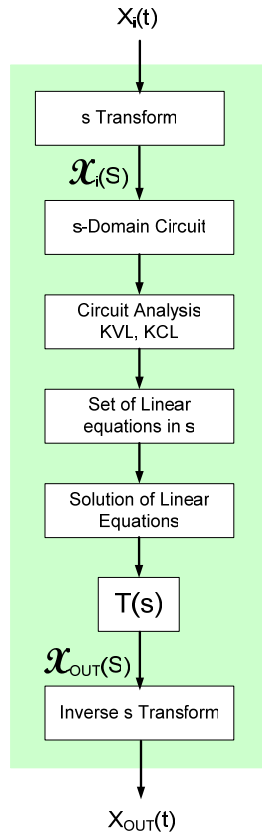 Xi(t)
s Transform
𝒳i(S)
s-Domain Circuit
Circuit Analysis
KVL, KCL
Set of Linear
equations in s
Solution of Linear
Equations
T(s)
𝒳OUT(S)
Inverse s Transform
XOUT(t)